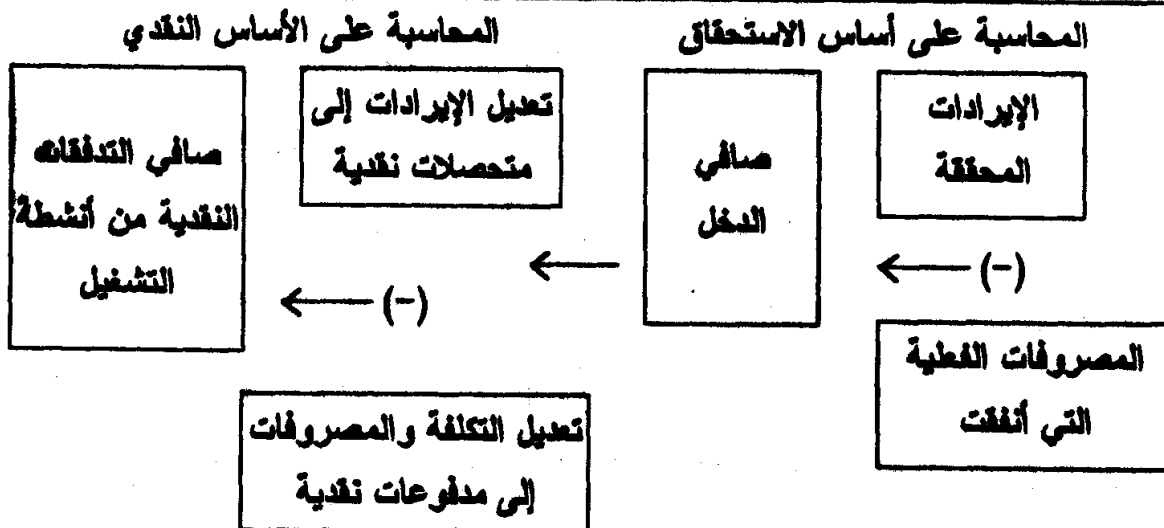 المحاسبة على أساس الاستحقاق
المحاسبة على الأساس النقدي
الإيرادات
المحققة
(-)
المصروفات الفعلية
التي أنفقت
صافي
الدخل
تعديل الإيرادات إلى
متحصلات نقدية
(-)
تعديل التكلفة والمصروفات
إلى مدفوعات نقدية
صافي التدفقات
النقدية من أنشطة
التشغيل